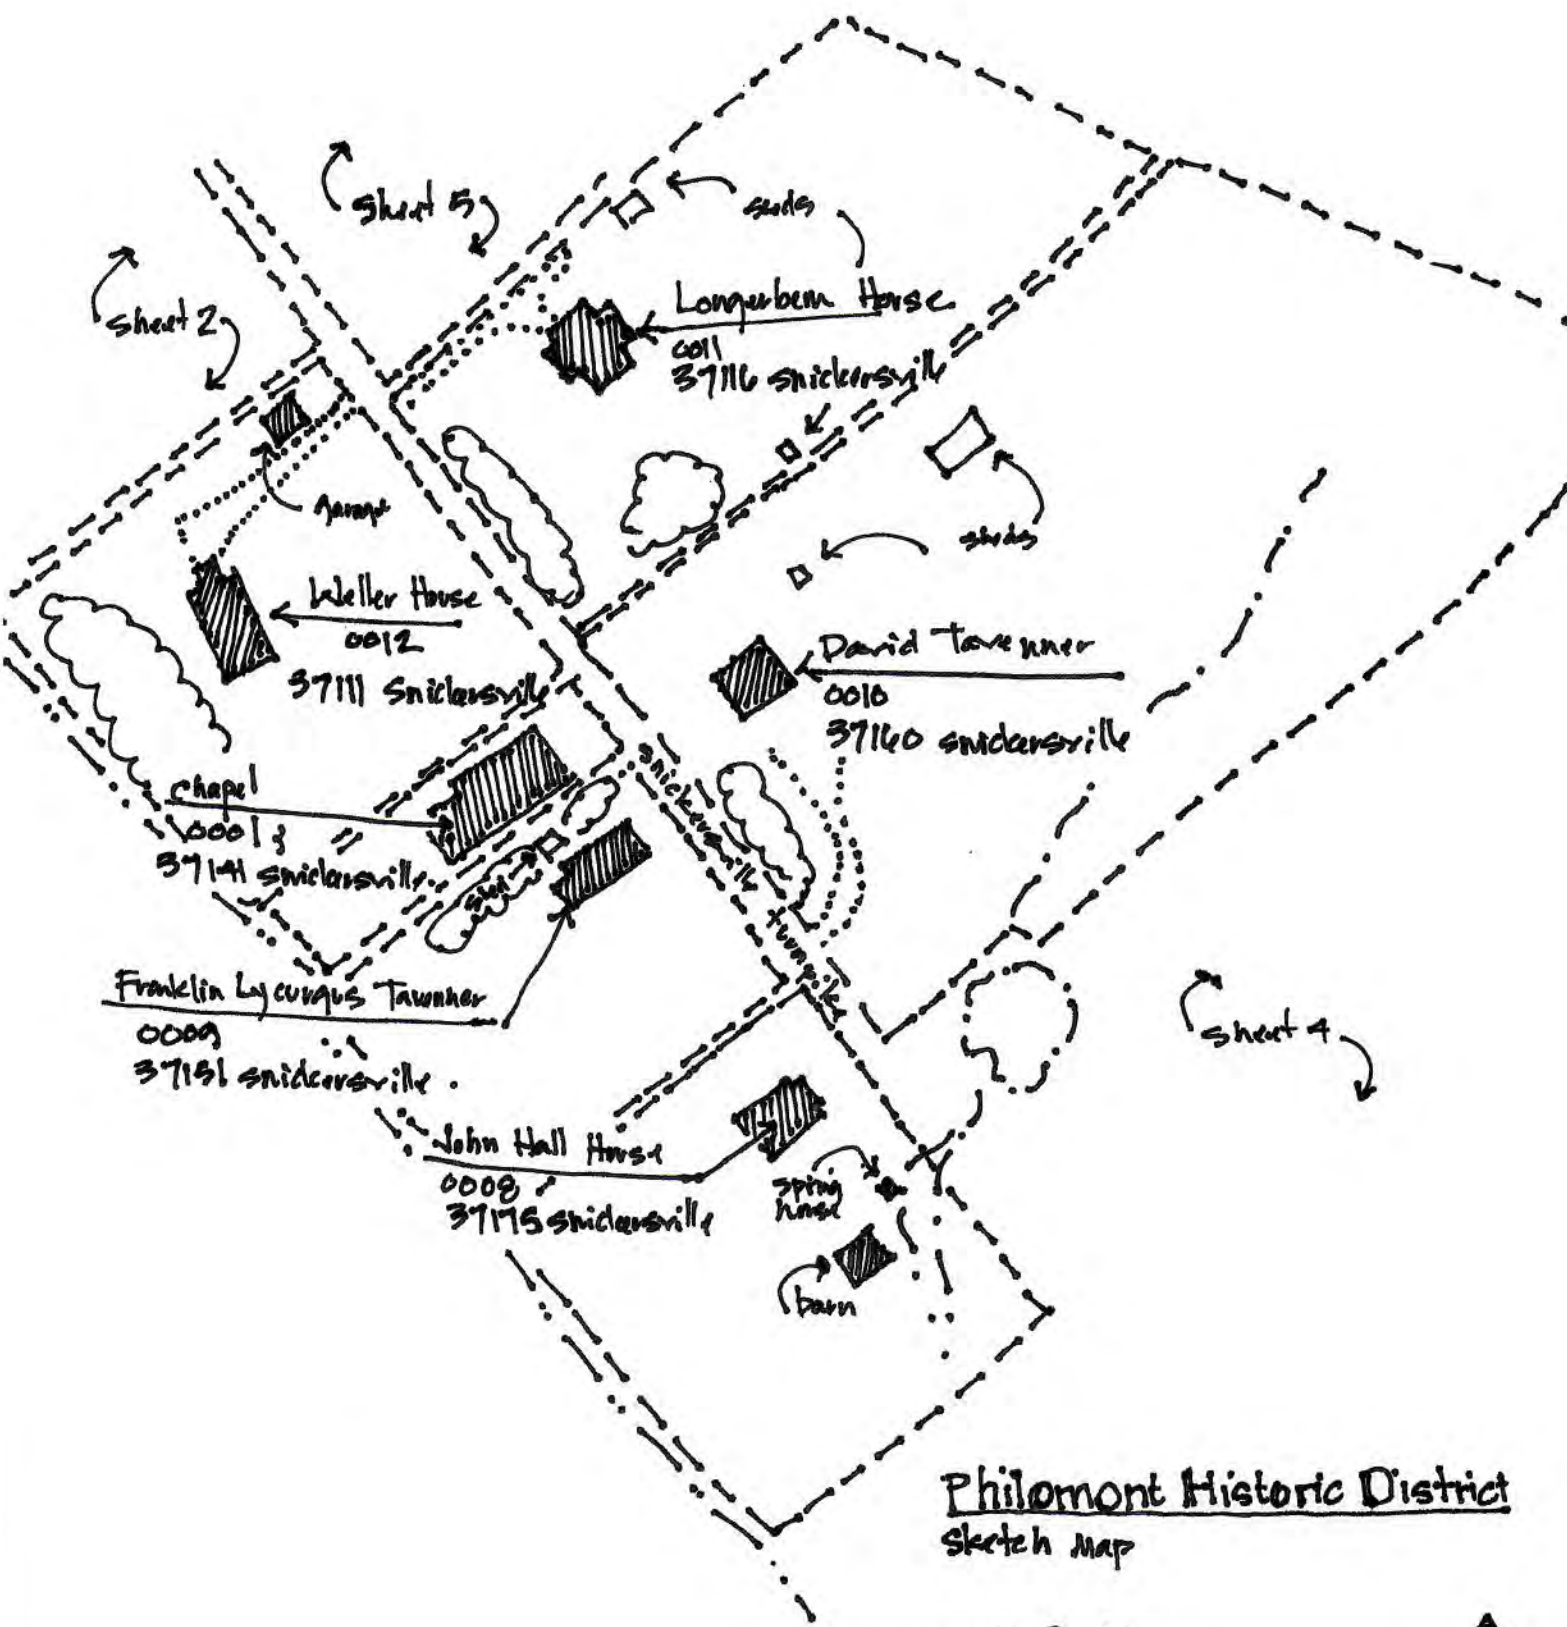 Sheet 5
sheds
Sheet 2
Longerbeam House
0011
37116 snickersville
garage
sheds
Weller House
0012
37111 Snickersville
David Tavenner
0010
37160 snickersville
Snickersville Turnpike
Chapel
0001
37141 snickersville
shed
Franklin Lycurgus Tavenner
0009
37151 snickersville
Sheet 4
John Hall House
0008
37175 snickersville
spring
house
barn
Philomont Historic District
Sketch Map